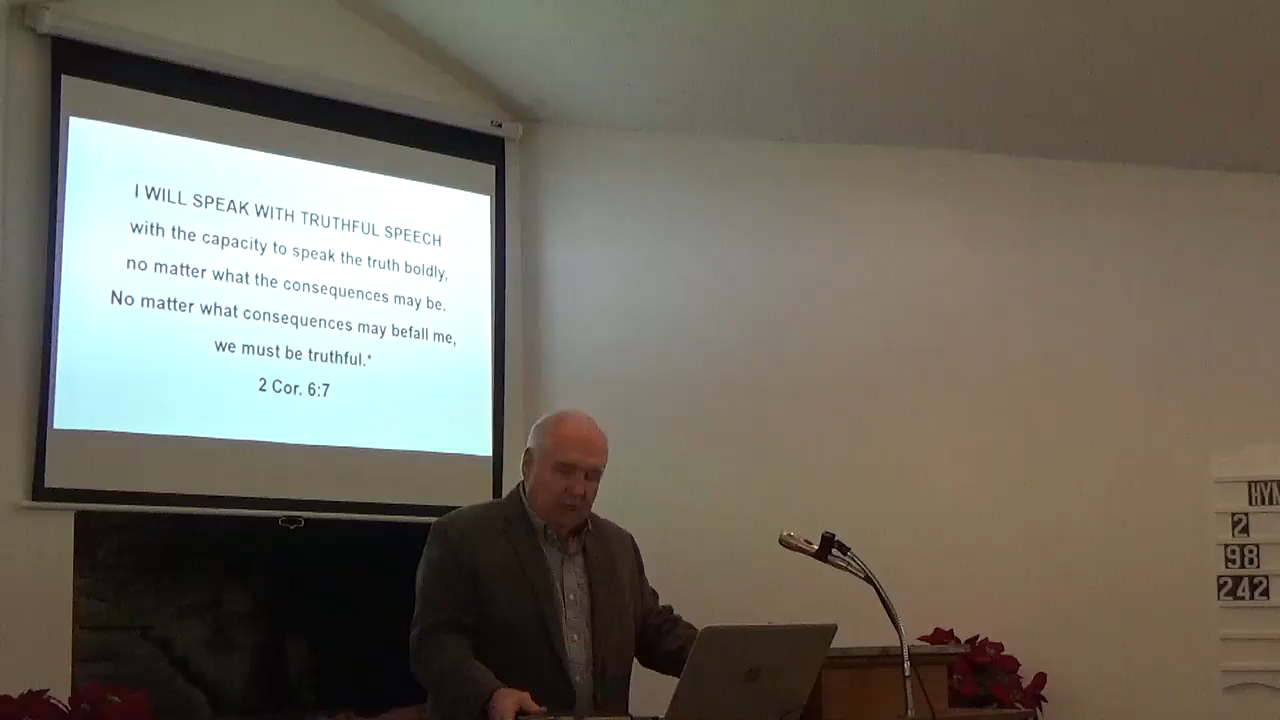 I WILL SPEAK WITH TRUTHFUL SPEECH
with the capacity to speak the truth boldly,
no matter what the consequences may be.
No matter what consequences may befall me,
we must be truthful.*
2 Cor. 6:7
HYM
2
98
242